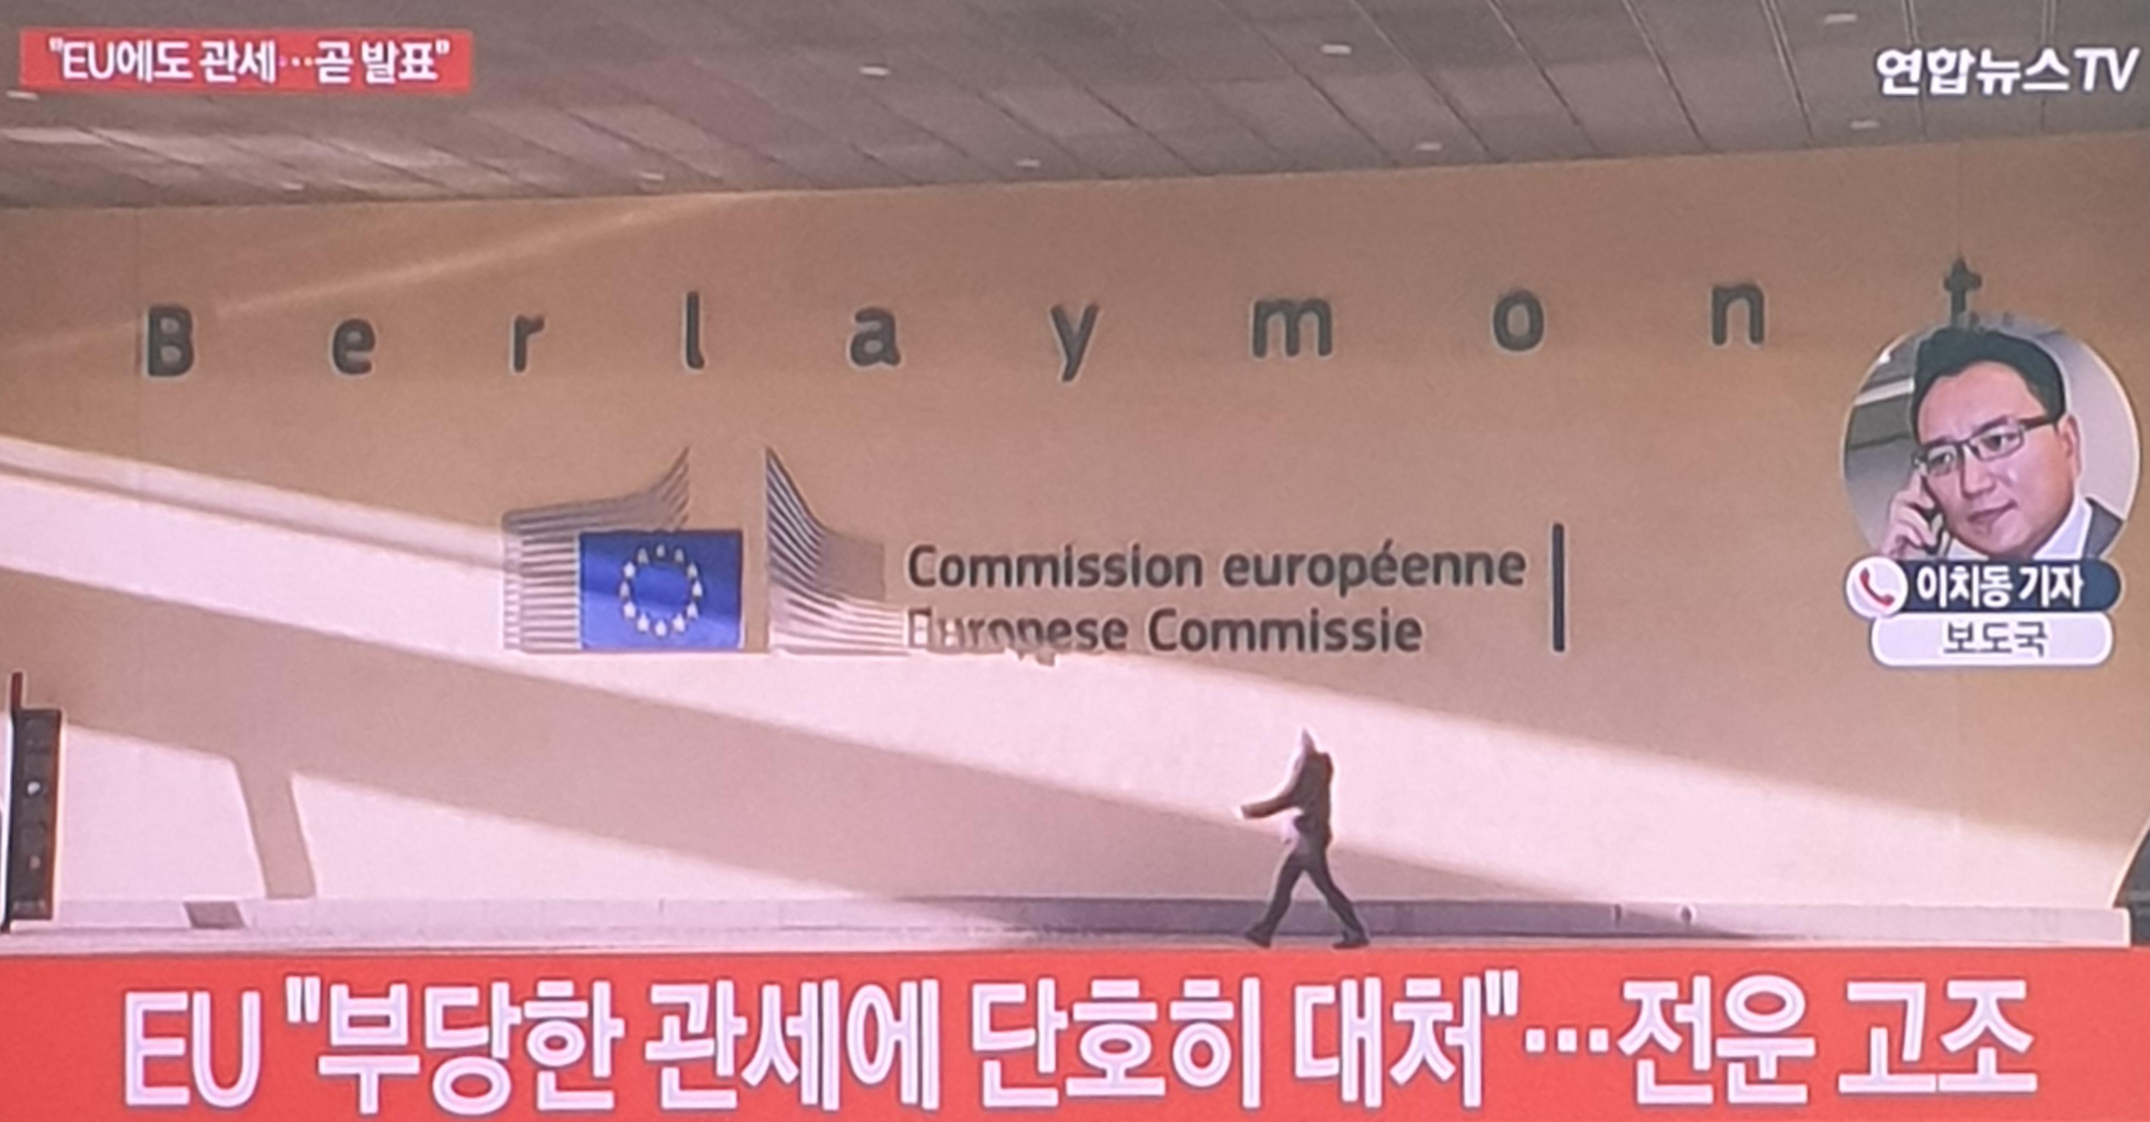 "EU에도 관세…곧 발표"
연합뉴스TV
Berlaymont
Commission européenne
Europese Commissie
이치동 기자
보도국
EU "부당한 관세에 단호히 대처"…전운 고조